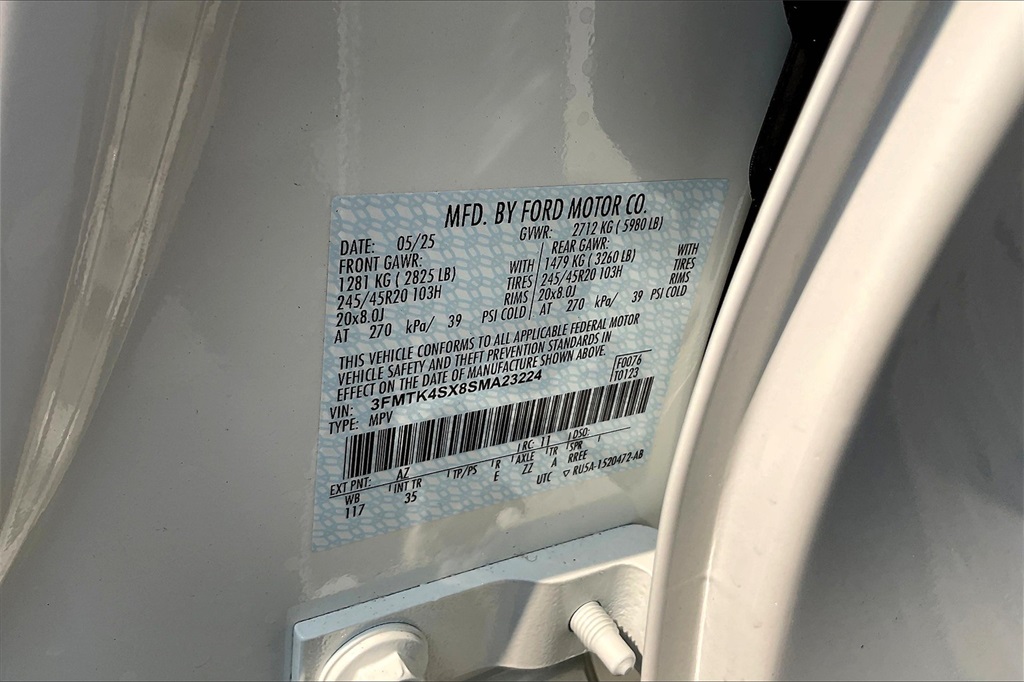 MFD. BY FORD MOTOR CO.
DATE: 05/25 GVWR: 2712 KG ( 5980 LB)
FRONT GAWR: REAR GAWR:
1281 KG ( 2825 LB) WITH 1479 KG ( 3260 LB) WITH
245/45R20 103H TIRES 245/45R20 103H TIRES
20x8.0J RIMS 20x8.0J RIMS
AT 270 kPa/ 39 PSI COLD AT 270 kPa/ 39 PSI COLD
THIS VEHICLE CONFORMS TO ALL APPLICABLE FEDERAL MOTOR
VEHICLE SAFETY AND THEFT PREVENTION STANDARDS IN
EFFECT ON THE DATE OF MANUFACTURE SHOWN ABOVE.
VIN: 3FMTK4SX8SMA23224 F0076
TYPE: MPV T0123
EXT PNT: AZ RC: 11 DSO:
WB INT TR TP/PS R AXLE TR SPR
117 35 E ZZ A RREE
UTC ▽ RU5A-1520472-AB